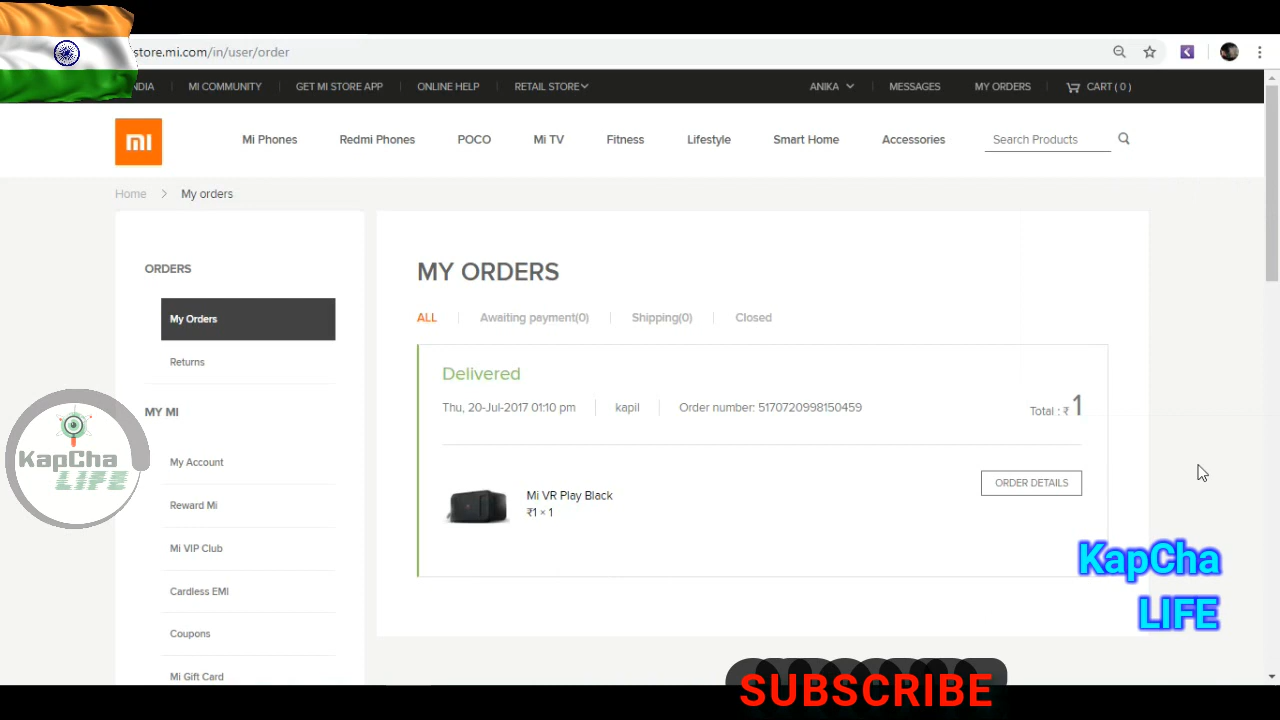 store.mi.com/in/user/order
NDIA MI COMMUNITY GET MI STORE APP ONLINE HELP RETAIL STORE ANIKA MESSAGES MY ORDERS CART ( 0 )
mi Mi Phones Redmi Phones POCO Mi TV Fitness Lifestyle Smart Home Accessories Search Products
Home > My orders
ORDERS
My Orders
Returns
MY MI
My Account
Reward Mi
Mi VIP Club
Cardless EMI
Coupons
Mi Gift Card
MY ORDERS
ALL Awaiting payment(0) Shipping(0) Closed
Delivered
Thu, 20-Jul-2017 01:10 pm kapil Order number: 5170720998150459 Total : ₹ 1
Mi VR Play Black
₹1 × 1
ORDER DETAILS
KapCha
LIFE
KapCha
LIFE
SUBSCRIBE